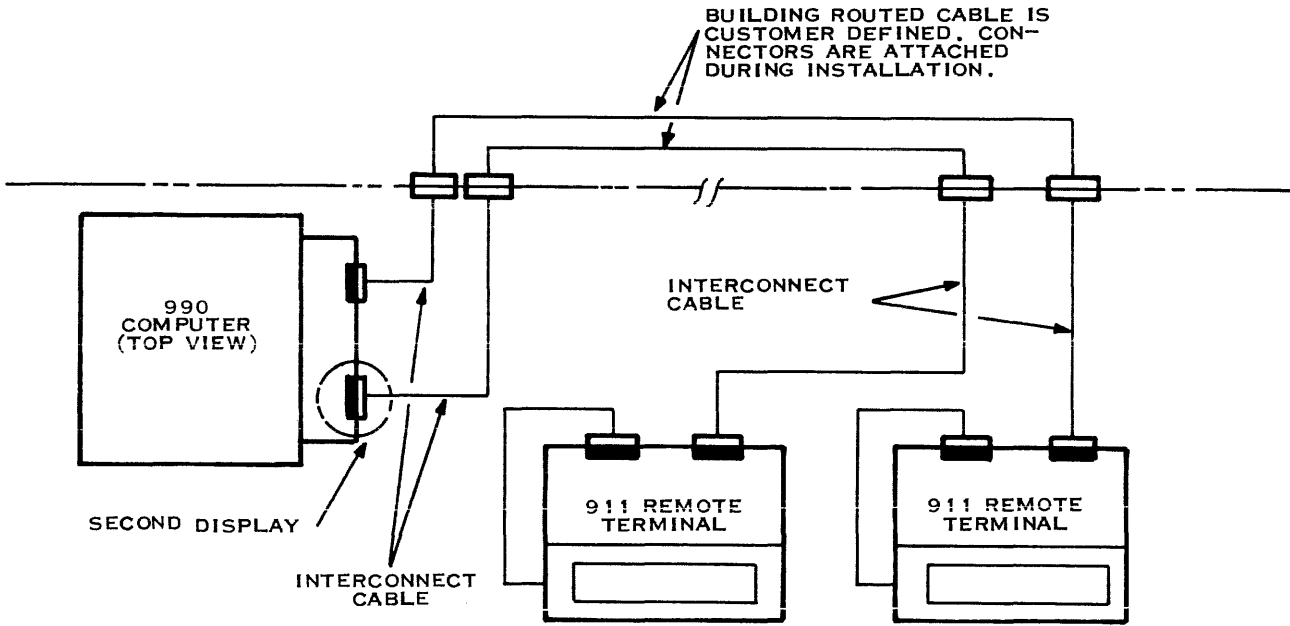 BUILDING ROUTED CABLE IS
CUSTOMER DEFINED. CON-
NECTORS ARE ATTACHED
DURING INSTALLATION.
990
COMPUTER
(TOP VIEW)
INTERCONNECT
CABLE
SECOND DISPLAY
INTERCONNECT
CABLE
911 REMOTE
TERMINAL
911 REMOTE
TERMINAL